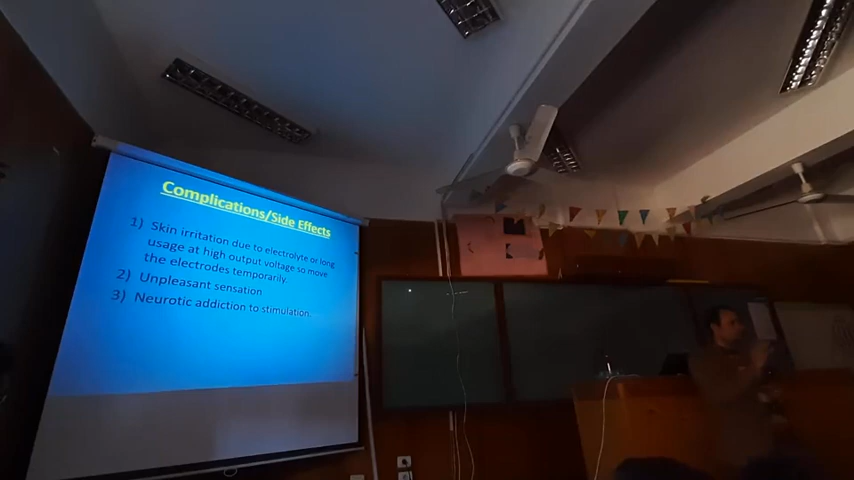 Complications/Side Effects
1) Skin irritation due to electrolyte or long
usage at high output voltage so move
the electrodes temporarily.
2) Unpleasant sensation
3) Neurotic addiction to stimulation.